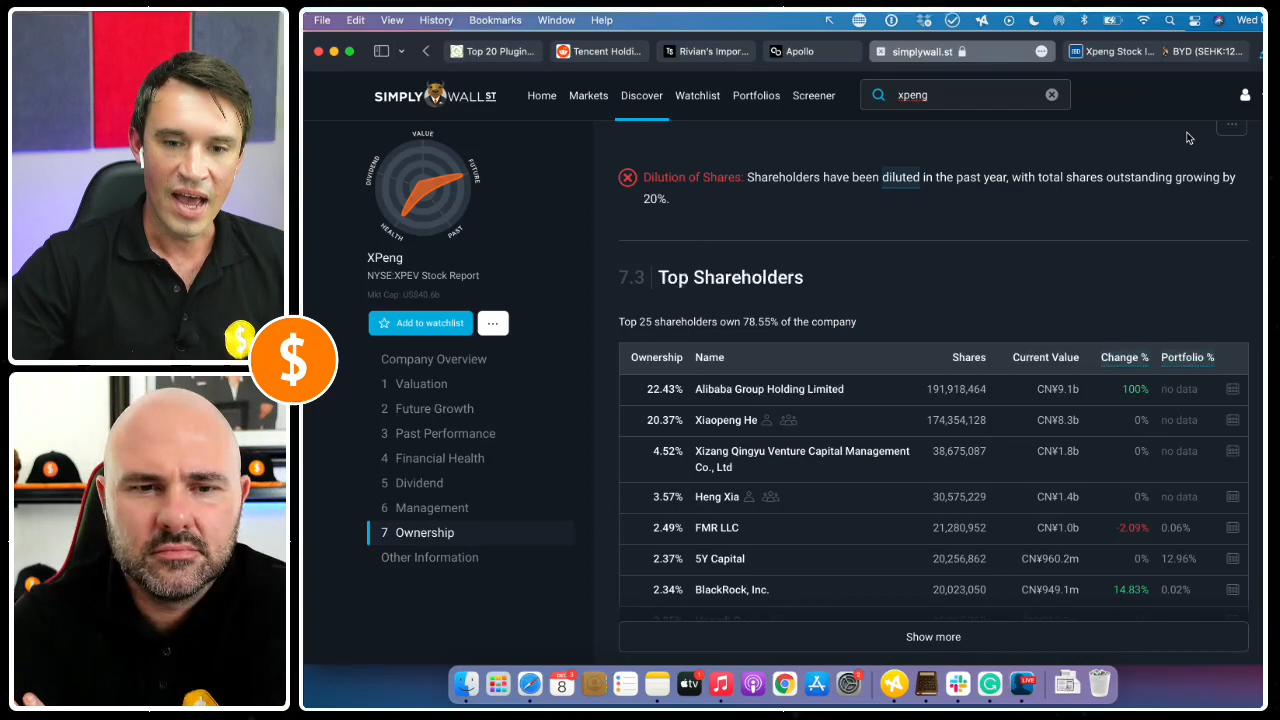 File Edit View History Bookmarks Window Help Wed
Top 20 Plugin... Tencent Holdi... Rivian's Impor... Apollo simplywall.st Xpeng Stock I... BYD (SEHK:12...
SIMPLY WALL ST Home Markets Discover Watchlist Portfolios Screener xpeng
VALUE
FUTURE
PAST
HEALTH
DIVIDEND
XPeng
NYSE:XPEV Stock Report
Mkt Cap: US$40.6b
Add to watchlist ...
Company Overview
1 Valuation
2 Future Growth
3 Past Performance
4 Financial Health
5 Dividend
6 Management
7 Ownership
Other Information
Dilution of Shares: Shareholders have been diluted in the past year, with total shares outstanding growing by
20%.
7.3 Top Shareholders
Top 25 shareholders own 78.55% of the company
Ownership Name Shares Current Value Change % Portfolio %
22.43% Alibaba Group Holding Limited 191,918,464 CN¥9.1b 100% no data
20.37% Xiaopeng He 174,354,128 CN¥8.3b 0% no data
4.52% Xizang Qingyu Venture Capital Management 38,675,087 CN¥1.8b 0% no data
Co., Ltd
3.57% Heng Xia 30,575,229 CN¥1.4b 0% no data
2.49% FMR LLC 21,280,952 CN¥1.0b -2.09% 0.06%
2.37% 5Y Capital 20,256,862 CN¥960.2m 0% 12.96%
2.34% BlackRock, Inc. 20,023,050 CN¥949.1m 14.83% 0.02%
Show more
$
$
DEC
8
tv
LIVE